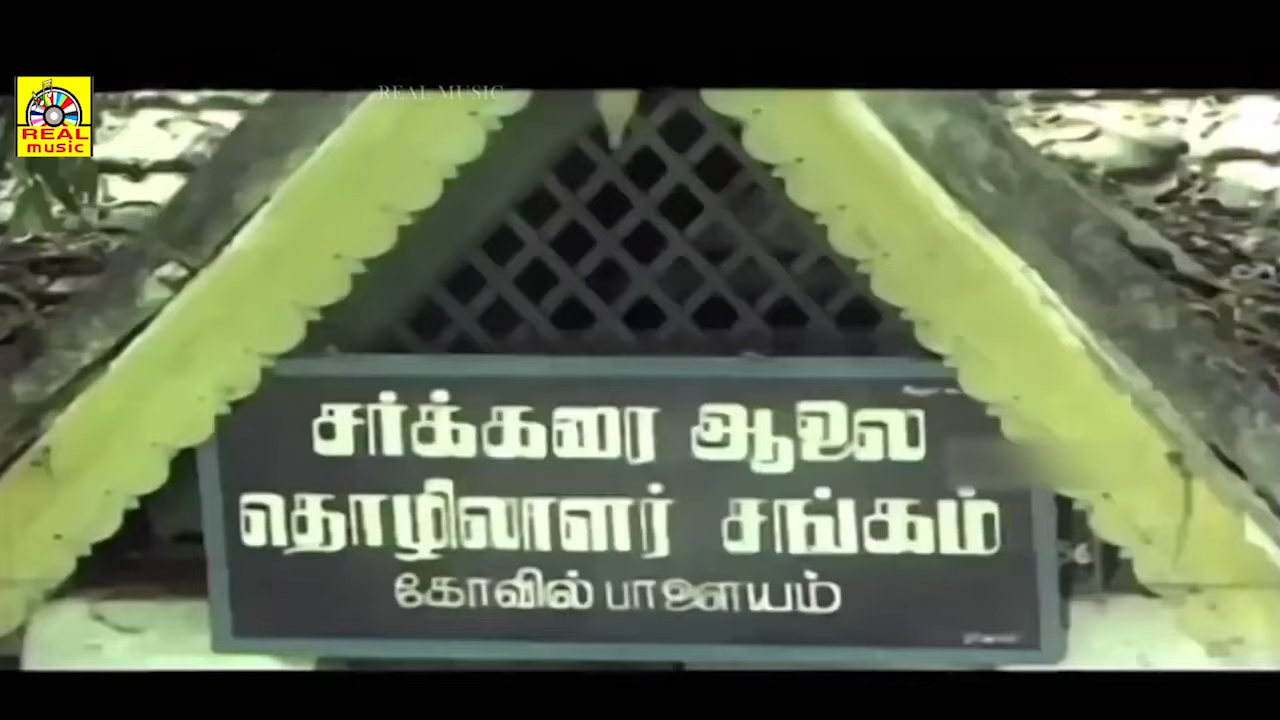 REAL MUSIC
REAL
music
சர்க்கரை ஆலை
தொழிலாளர் சங்கம்
கோவில் பாளையம்